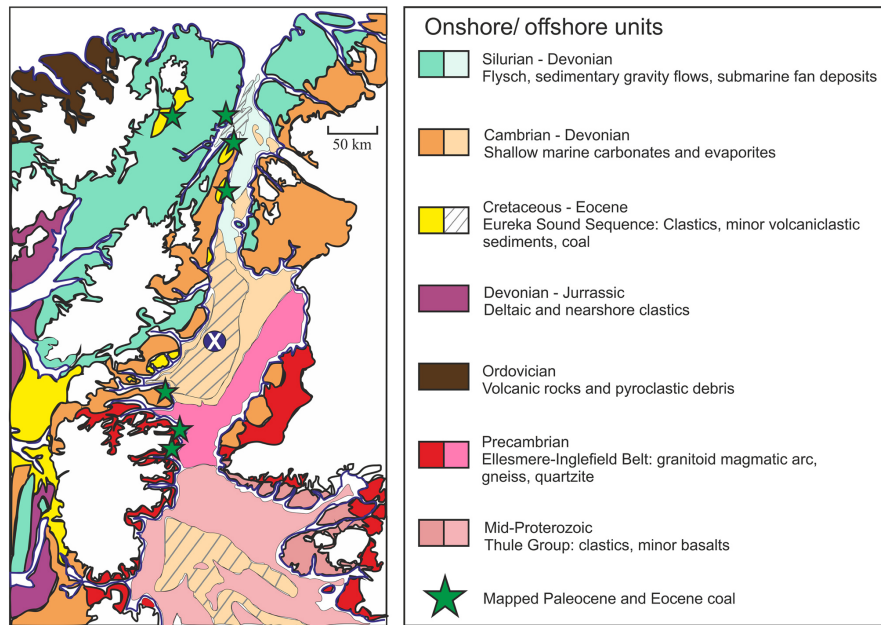 Onshore/ offshore units
Silurian - Devonian
Flysch, sedimentary gravity flows, submarine fan deposits
Cambrian - Devonian
Shallow marine carbonates and evaporites
Cretaceous - Eocene
Eureka Sound Sequence: Clastics, minor volcaniclastic
sediments, coal
Devonian - Jurrassic
Deltaic and nearshore clastics
Ordovician
Volcanic rocks and pyroclastic debris
Precambrian
Ellesmere-Inglefield Belt: granitoid magmatic arc,
gneiss, quartzite
Mid-Proterozoic
Thule Group: clastics, minor basalts
Mapped Paleocene and Eocene coal
50 km
X